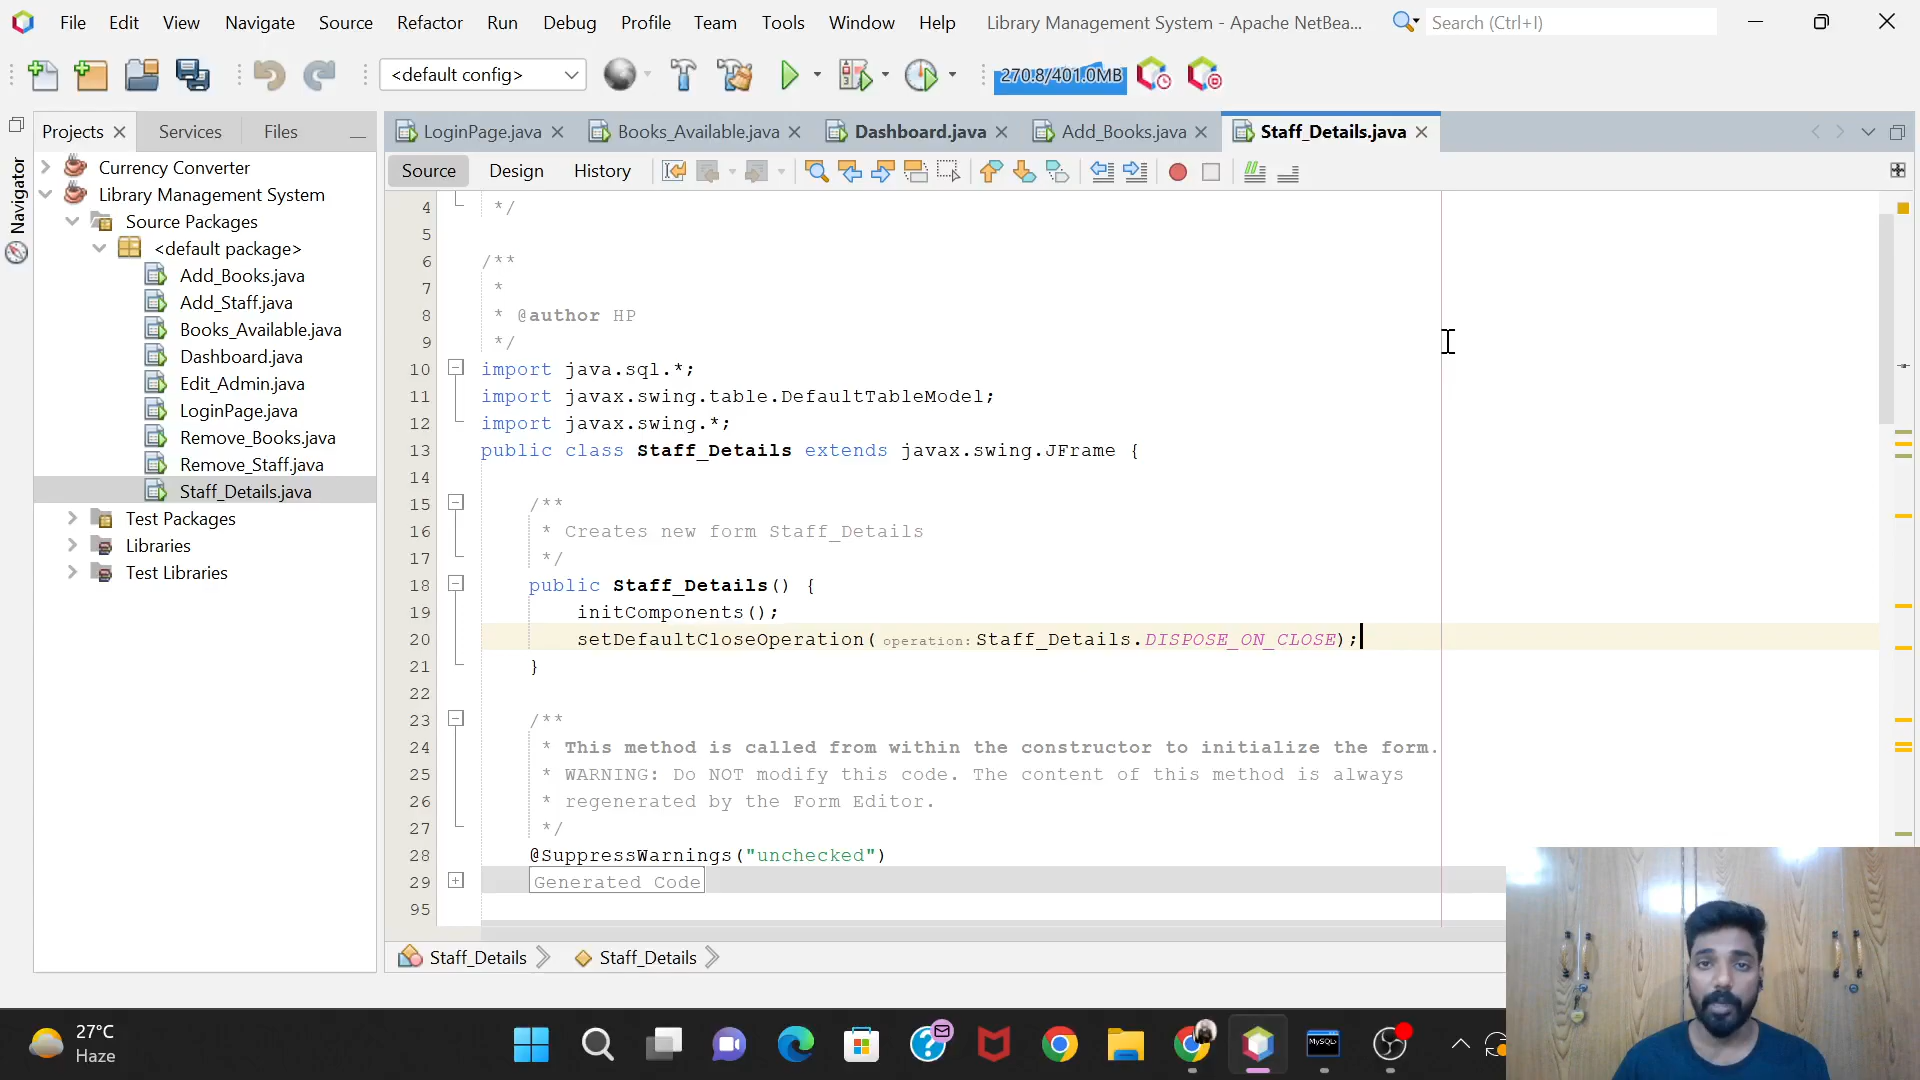 File Edit View Navigate Source Refactor Run Debug Profile Team Tools Window Help Library Management System - Apache NetBea... Search (Ctrl+I)
<default config> 270.8/401.0MB
Projects Services Files
LoginPage.java Books_Available.java Dashboard.java Add_Books.java Staff_Details.java
Source Design History
Navigator
Currency Converter
Library Management System
Source Packages
<default package>
Add_Books.java
Add_Staff.java
Books_Available.java
Dashboard.java
Edit_Admin.java
LoginPage.java
Remove_Books.java
Remove_Staff.java
Staff_Details.java
Test Packages
Libraries
Test Libraries
4 */
5
6 /**
7 *
8 * @author HP
9 */
10 import java.sql.*;
11 import javax.swing.table.DefaultTableModel;
12 import javax.swing.*;
13 public class Staff_Details extends javax.swing.JFrame {
14
15 /**
16 * Creates new form Staff_Details
17 */
18 public Staff_Details() {
19 initComponents();
20 setDefaultCloseOperation( operation: Staff_Details.DISPOSE_ON_CLOSE);
21 }
22
23 /**
24 * This method is called from within the constructor to initialize the form.
25 * WARNING: Do NOT modify this code. The content of this method is always
26 * regenerated by the Form Editor.
27 */
28 @SuppressWarnings("unchecked")
29 Generated Code
95
Staff_Details Staff_Details
27°C
Haze
MySQL